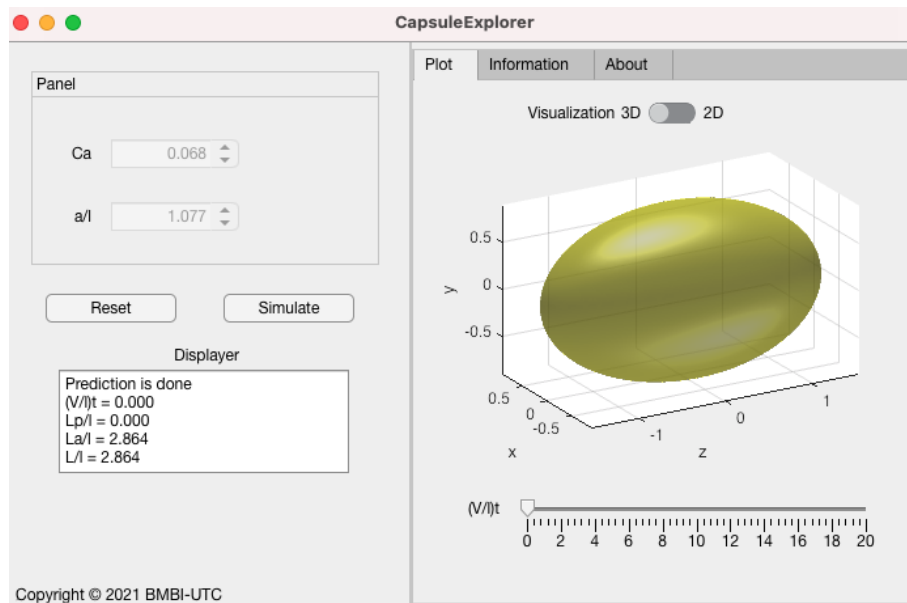 CapsuleExplorer
Panel
Ca 0.068
a/l 1.077
Reset Simulate
Displayer
Prediction is done
(V/l)t = 0.000
Lp/l = 0.000
La/l = 2.864
L/l = 2.864
Copyright © 2021 BMBI-UTC
Plot Information About
Visualization 3D 2D
0.5
0
-0.5
y
0.5
0
-0.5
x
-1
0
1
z
(V/l)t
0 2 4 6 8 10 12 14 16 18 20